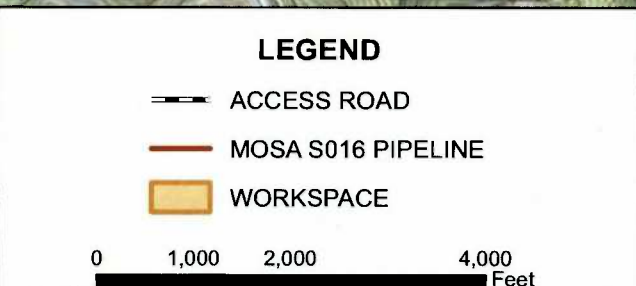 LEGEND
ACCESS ROAD
MOSA S016 PIPELINE
WORKSPACE
0 1,000 2,000 4,000
Feet